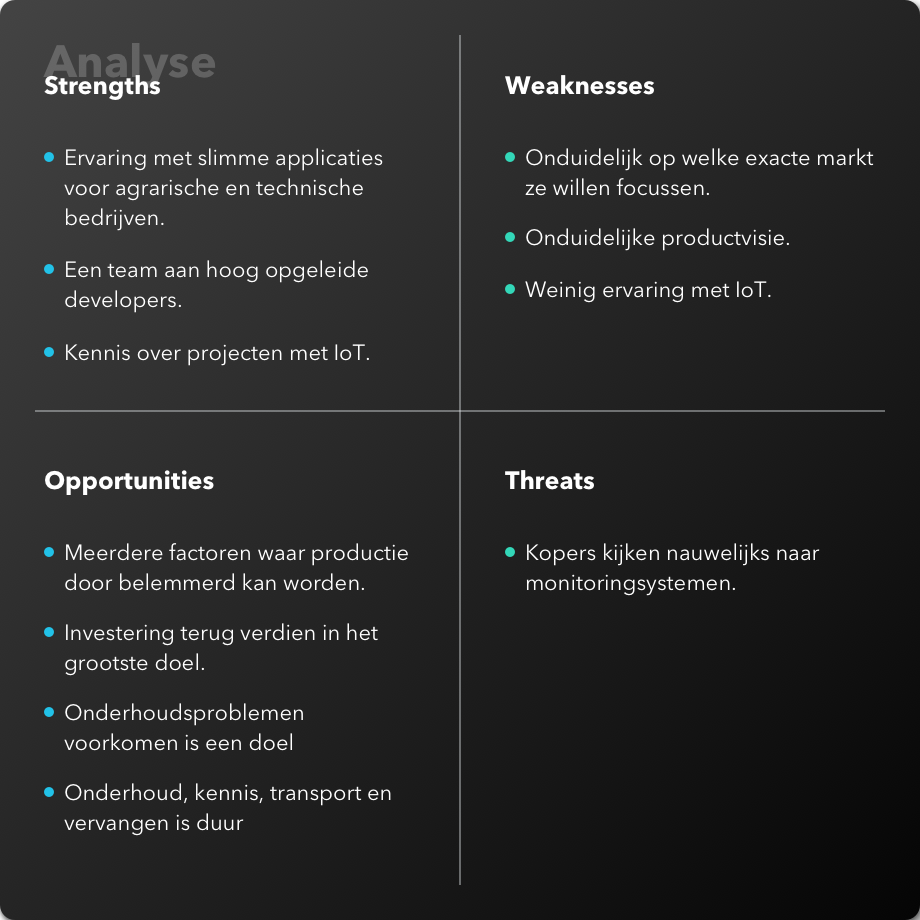 Analyse
Strengths
Ervaring met slimme applicaties
voor agrarische en technische
bedrijven.
Een team aan hoog opgeleide
developers.
Kennis over projecten met IoT.
Weaknesses
Onduidelijk op welke exacte markt
ze willen focussen.
Onduidelijke productvisie.
Weinig ervaring met IoT.
Opportunities
Meerdere factoren waar productie
door belemmerd kan worden.
Investering terug verdien in het
grootste doel.
Onderhoudsproblemen
voorkomen is een doel
Onderhoud, kennis, transport en
vervangen is duur
Threats
Kopers kijken nauwelijks naar
monitoringsystemen.